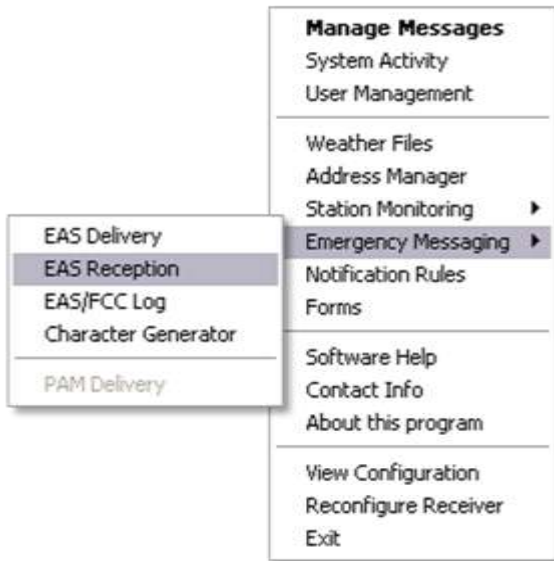 Manage Messages
System Activity
User Management
Weather Files
Address Manager
Station Monitoring
Emergency Messaging
Notification Rules
Forms
Software Help
Contact Info
About this program
View Configuration
Reconfigure Receiver
Exit
EAS Delivery
EAS Reception
EAS/FCC Log
Character Generator
PAM Delivery